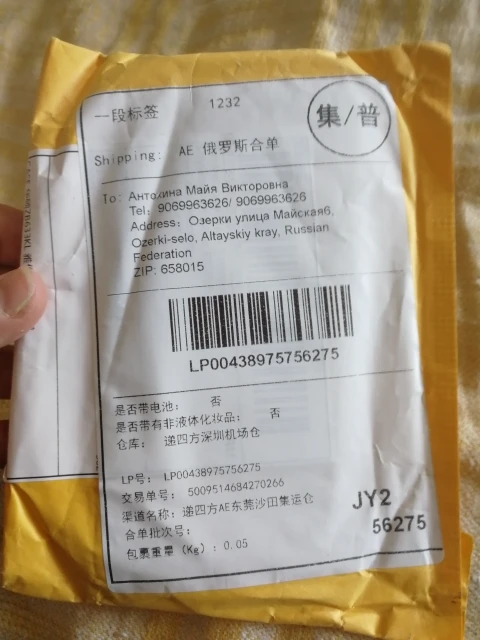 一段标签
1232
集/普
Shipping: AE 俄罗斯合单
To: Антохина Майя Викторовна
Tel: 9069963626/ 9069963626
Address: Озерки улица Майская6,
Ozerki-selo, Altayskiy kray, Russian
Federation
ZIP: 658015
LP00438975756275
是否带电池: 否
是否带有非液体化妆品: 否
仓库: 递四方深圳机场仓
LP号: LP00438975756275
交易单号: 5009514684270266
渠道名称: 递四方AE东莞沙田集运仓
合单批次号:
包裹重量 (Kg): 0.05
JY2
56275